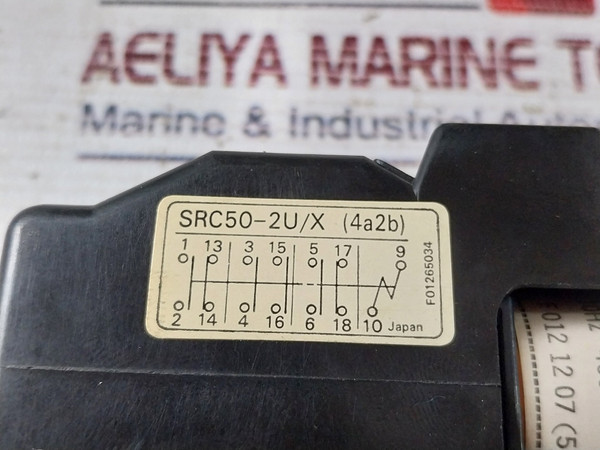 AELIYA MARINE
Marine & Industrial
SRC50-2U/X (4a2b)
1 13 3 15 5 17 9
2 14 4 16 6 18 10 Japan
F01265034
012 12 07 (5